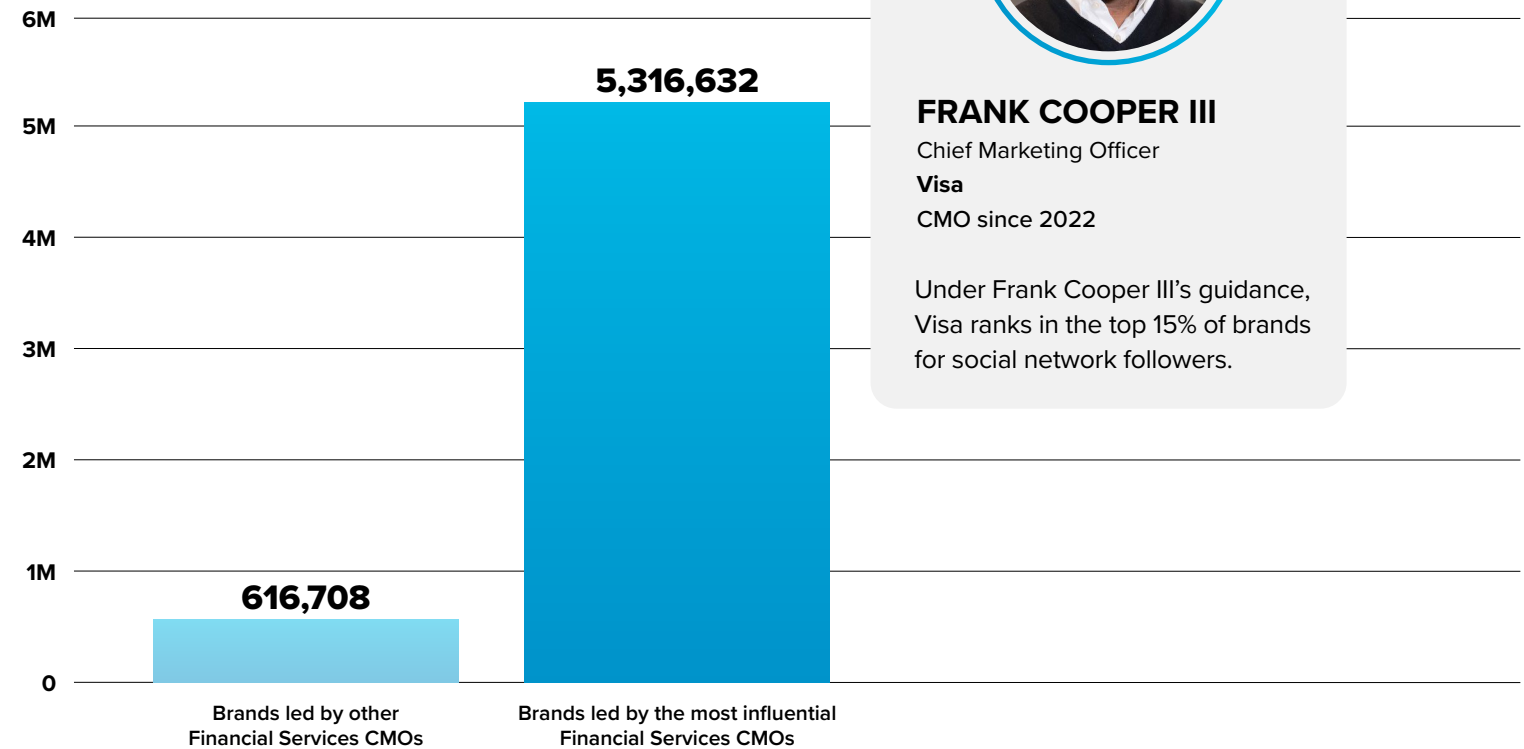 6M
5M
4M
3M
2M
1M
0
616,708
5,316,632
Brands led by other
Financial Services CMOs
Brands led by the most influential
Financial Services CMOs
FRANK COOPER III
Chief Marketing Officer
Visa
CMO since 2022
Under Frank Cooper III’s guidance,
Visa ranks in the top 15% of brands
for social network followers.